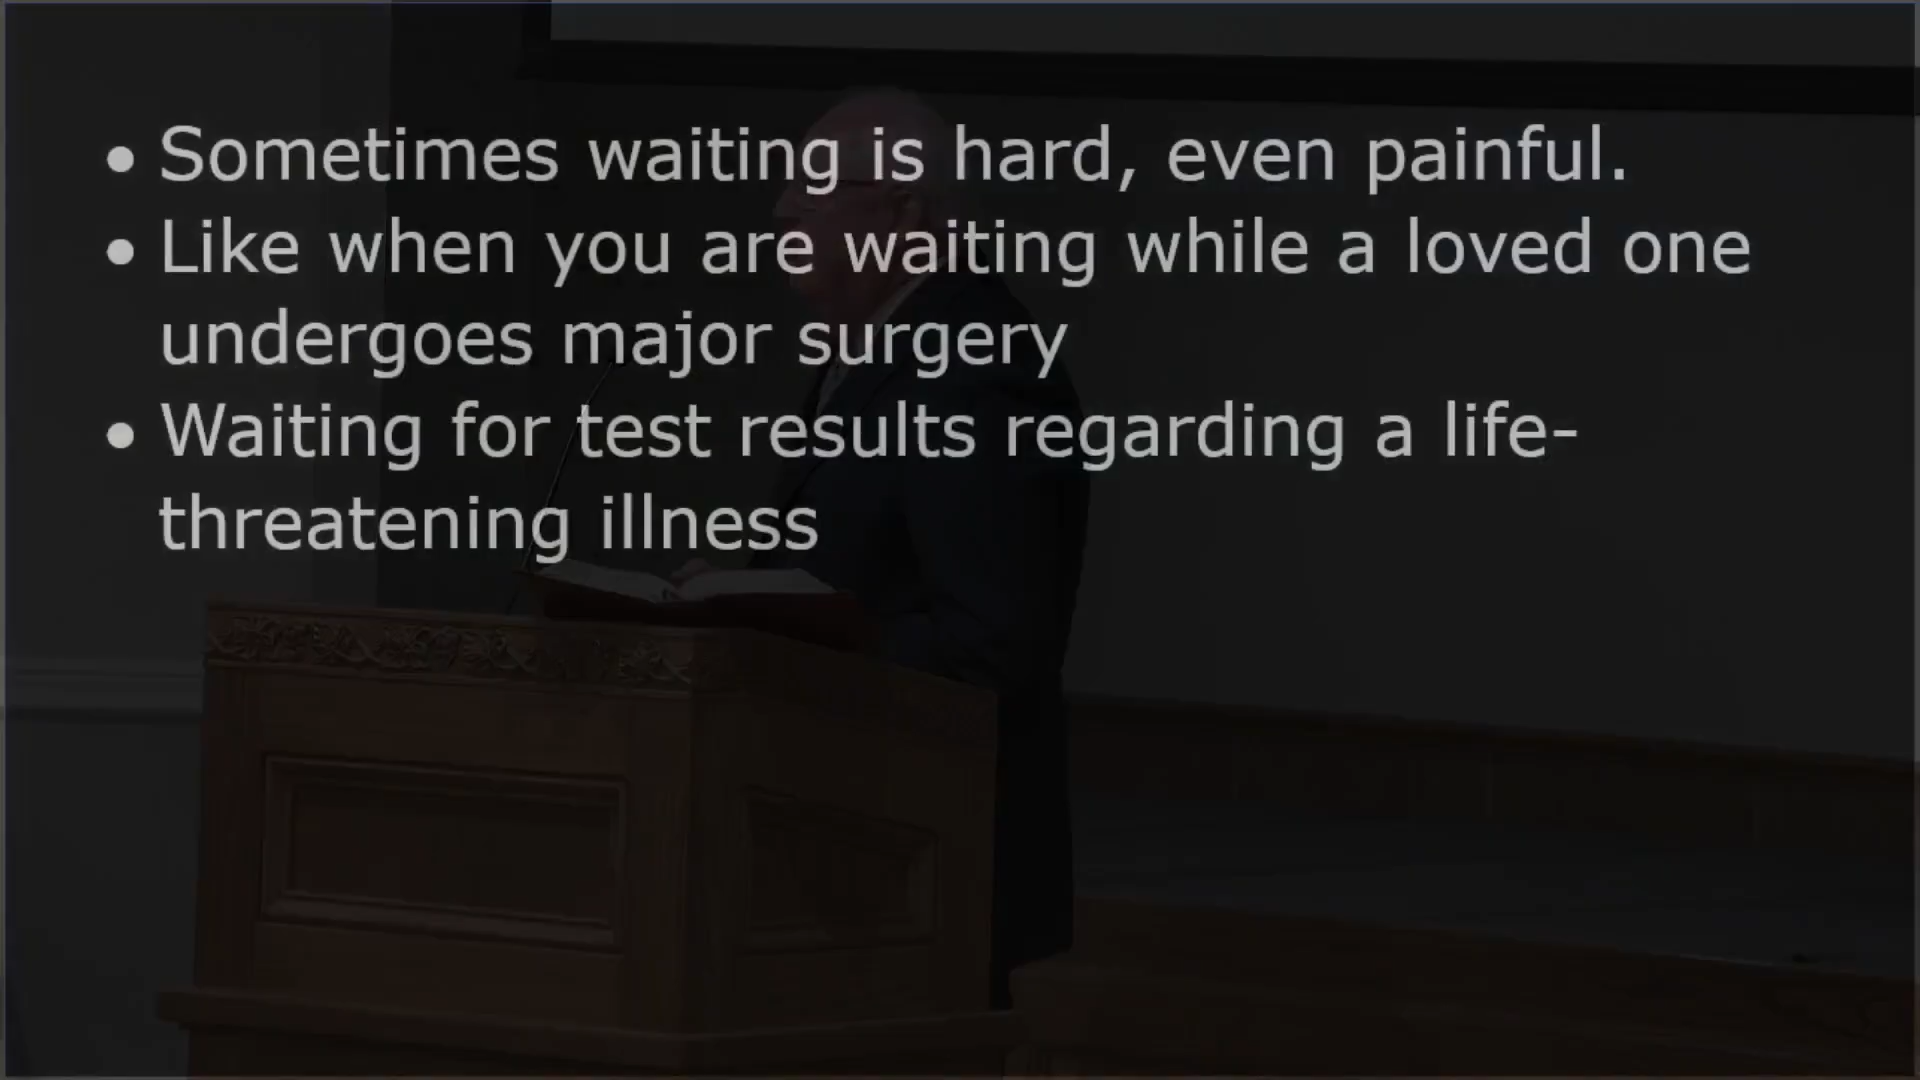 • Sometimes waiting is hard, even painful.
• Like when you are waiting while a loved one
undergoes major surgery
• Waiting for test results regarding a life-
threatening illness